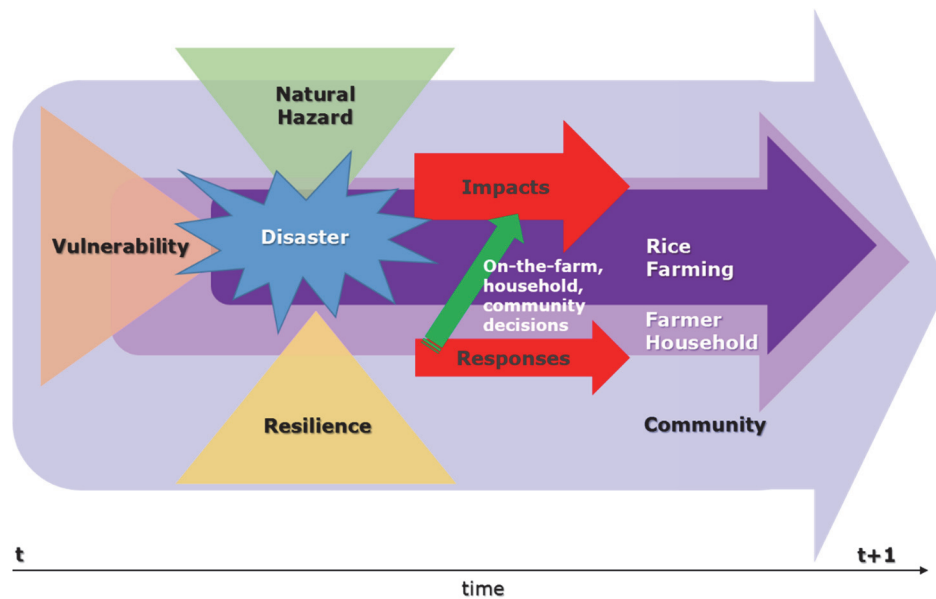 Natural
Hazard
Impacts
Vulnerability
Disaster
Rice
Farming
On-the-farm,
household,
community
decisions
Farmer
Household
Responses
Resilience
Community
t
t+1
time